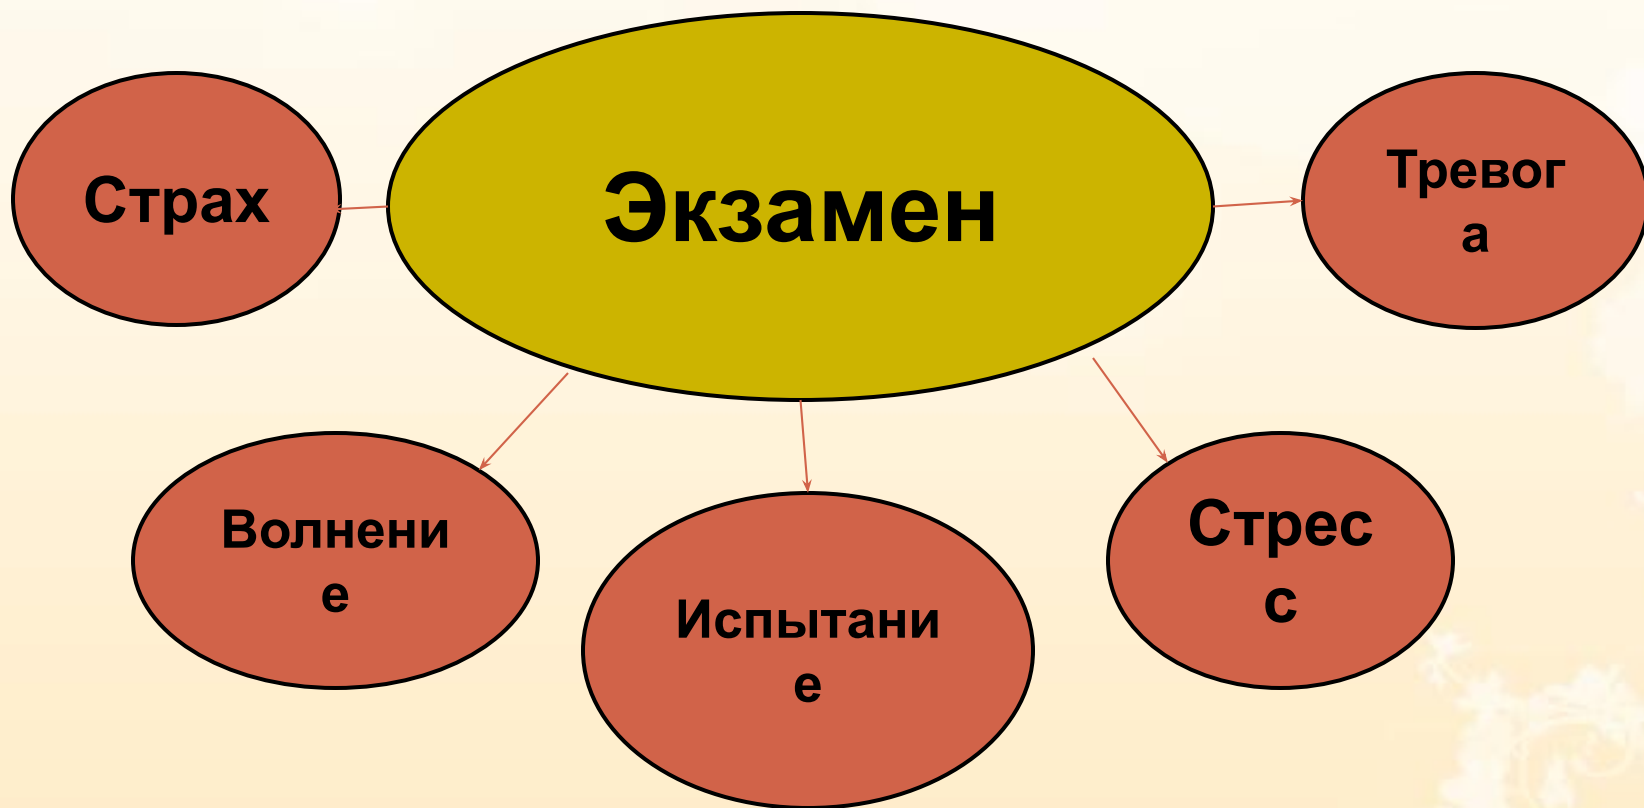 Экзамен
Страх
Тревог
а
Волнени
е
Испытани
е
Стрес
с